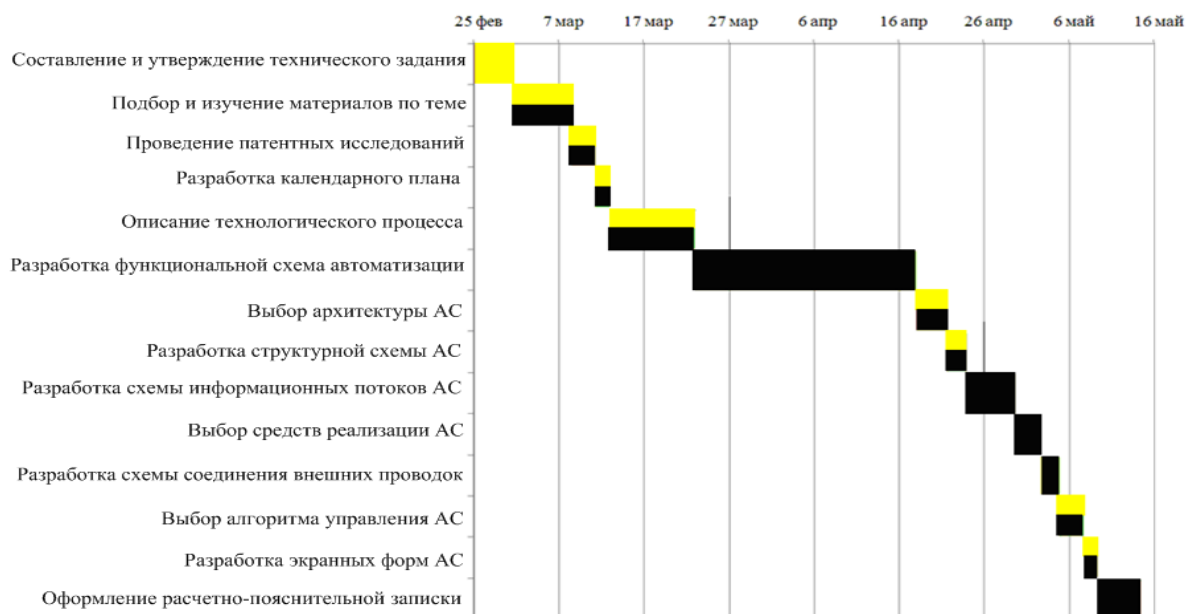 25 фев 7 мар 17 мар 27 мар 6 апр 16 апр 26 апр 6 май 16 май
Составление и утверждение технического задания
Подбор и изучение материалов по теме
Проведение патентных исследований
Разработка календарного плана
Описание технологического процесса
Разработка функциональной схема автоматизации
Выбор архитектуры АС
Разработка структурной схемы АС
Разработка схемы информационных потоков АС
Выбор средств реализации АС
Разработка схемы соединения внешних проводок
Выбор алгоритма управления АС
Разработка экранных форм АС
Оформление расчетно-пояснительной записки